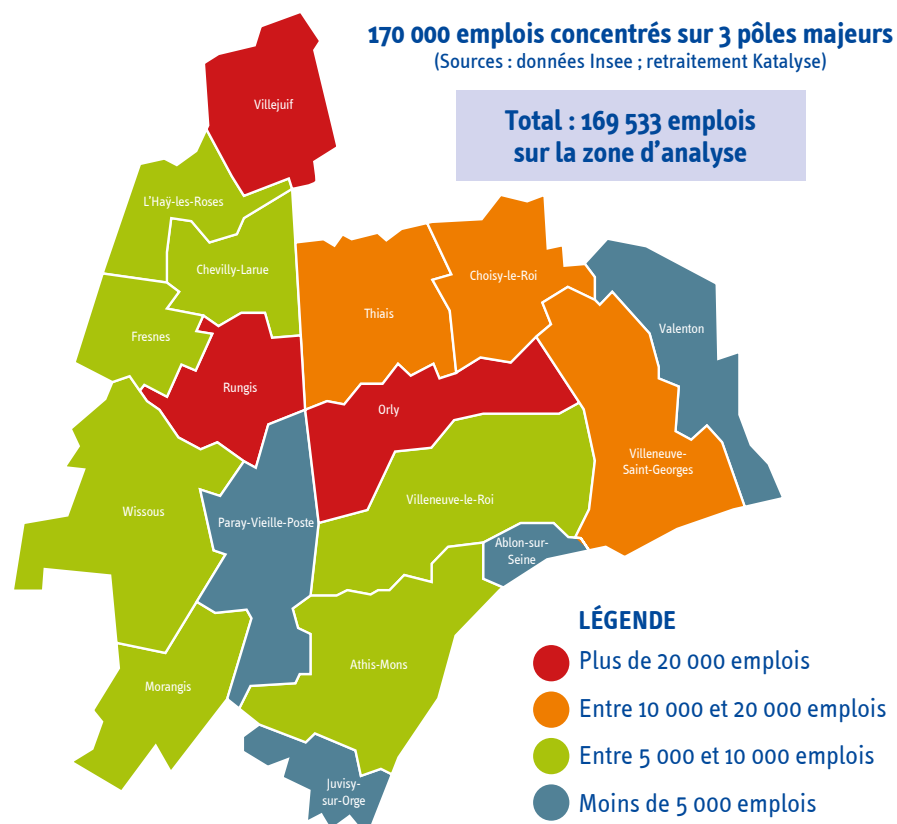 170 000 emplois concentrés sur 3 pôles majeurs
(Sources : données Insee ; retraitement Katalyse)
Total : 169 533 emplois
sur la zone d'analyse
Villejuif
L'Haÿ-les-Roses
Chevilly-Larue
Choisy-le-Roi
Thiais
Valenton
Fresnes
Rungis
Orly
Villeneuve-
Saint-Georges
Villeneuve-le-Roi
Wissous
Paray-Vieille-Poste
Ablon-sur-
Seine
Athis-Mons
Morangis
Juvisy-
sur-Orge
LÉGENDE
Plus de 20 000 emplois
Entre 10 000 et 20 000 emplois
Entre 5 000 et 10 000 emplois
Moins de 5 000 emplois